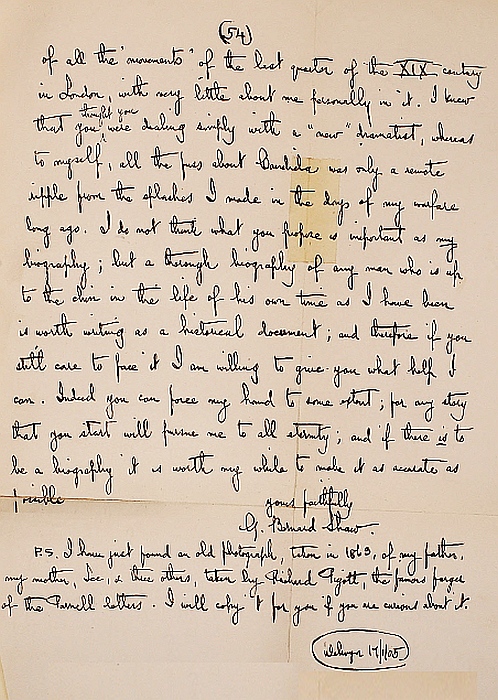 (54)
of all the "movements" of the last quarter of the XIX century
in London, with very little about me personally in it. I knew
thought you
that you were dealing simply with a "new" dramatist, whereas
to myself, all the fuss about Candida was only a remote
ripple from the splashes I made in the days of my warfare
long ago. I do not think what you propose is important as my
biography; but a thorough biography of any man who is up
to the chin in the life of his own time as I have been
is worth writing as a historical document; and therefore if you
still care to face it I am willing to give you what help I
can. Indeed you can force my hand to some extent; for any story
that you start will pursue me to all eternity; and if there is to
be a biography it is worth my while to make it as accurate as
possible
yours faithfully
G. Bernard Shaw.
P.S. I have just found an old photograph, taken in 1863, of my father,
my mother, Lee, & three others, taken by Richard Pigott, the famous forger
of the Parnell letters. I will copy it for you if you are curious about it.
17/1/05